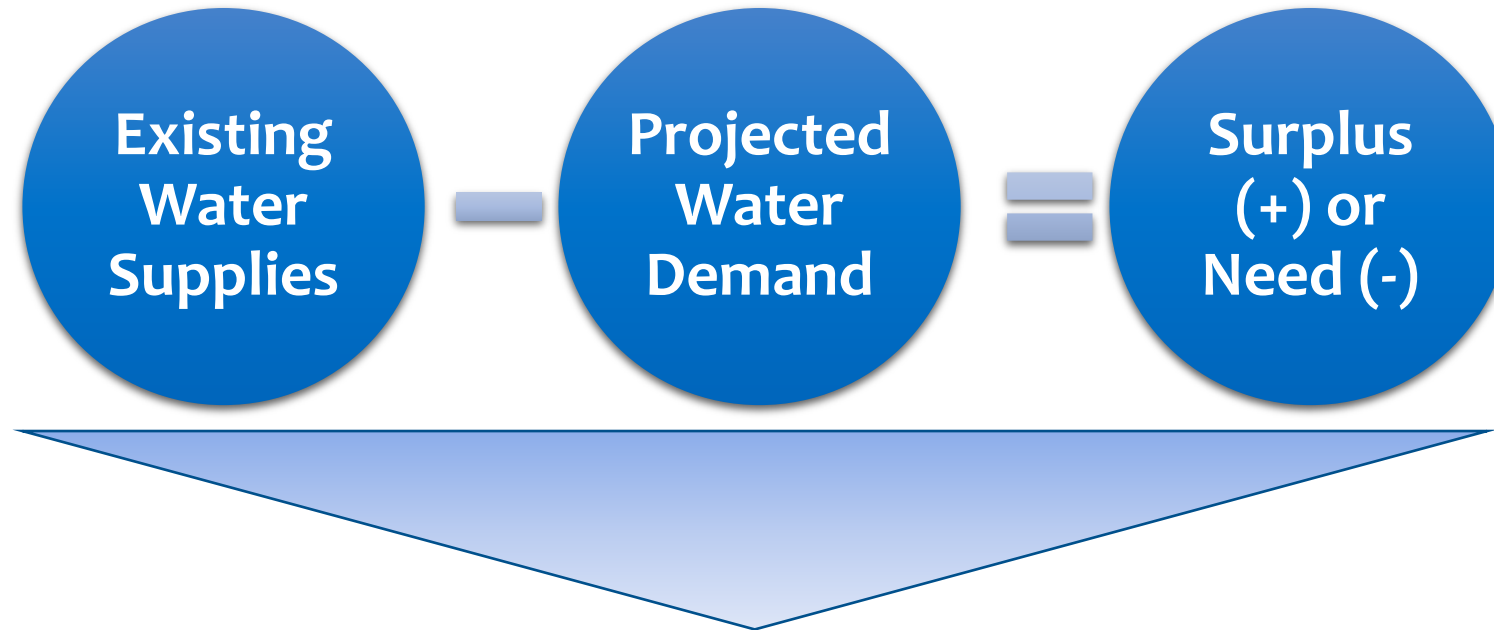 Existing
Water
Supplies
Projected
Water
Demand
Surplus
(+) or
Need (-)